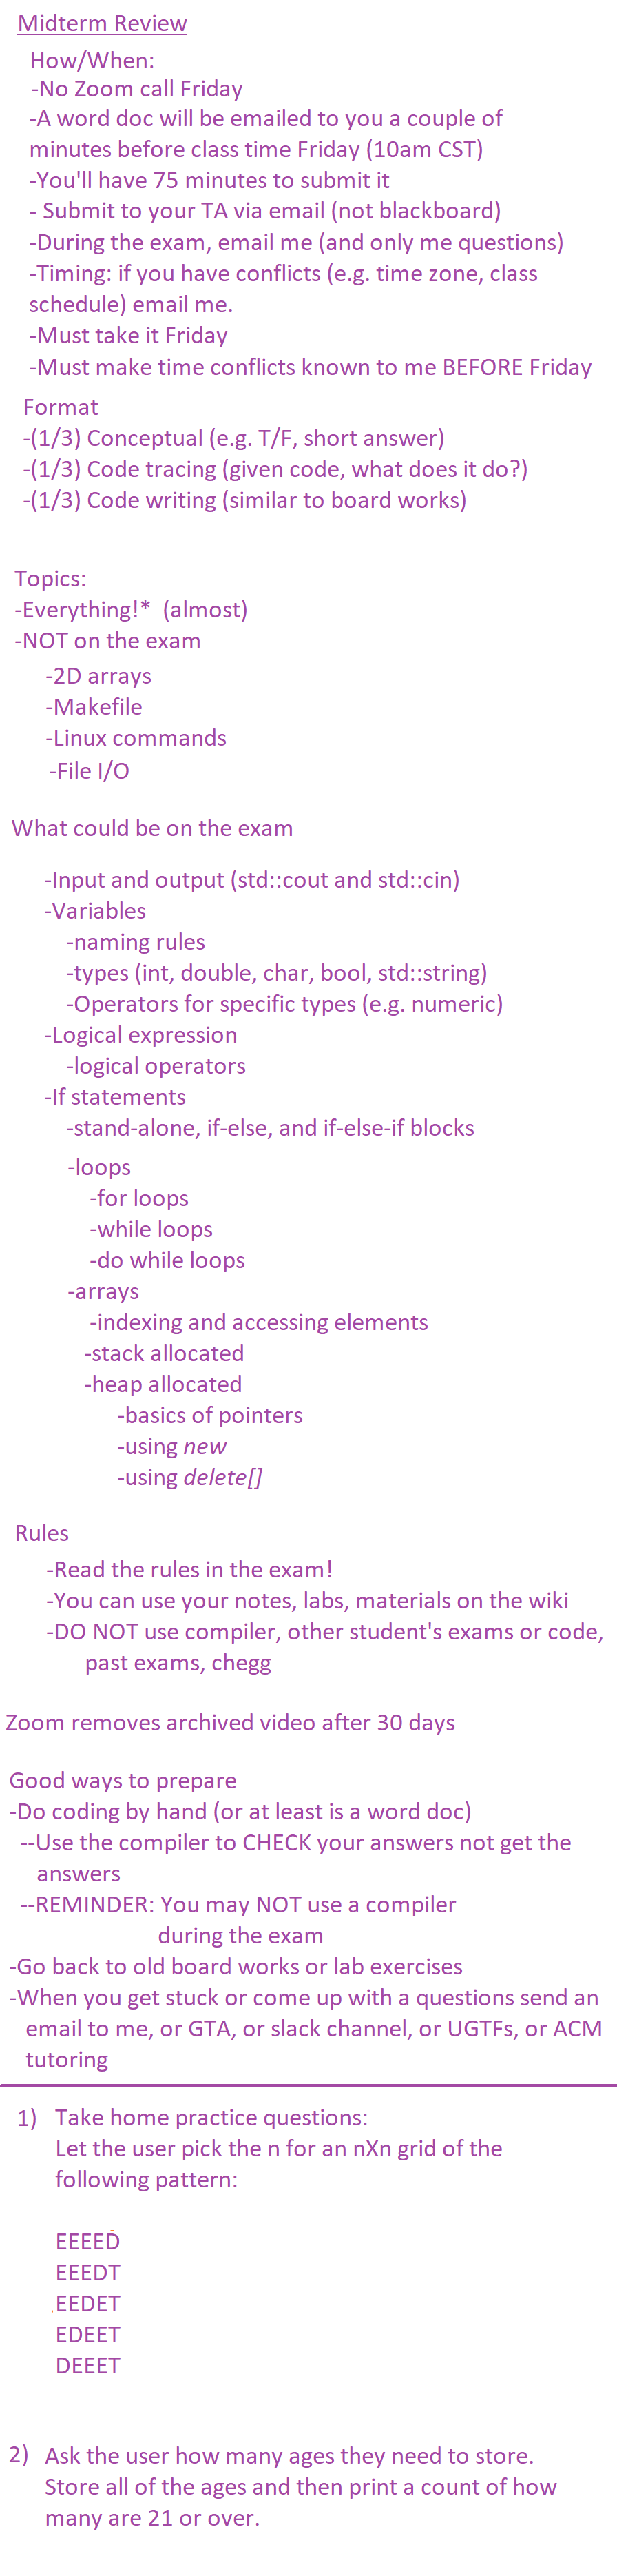 Midterm Review
How/When:
-No Zoom call Friday
-A word doc will be emailed to you a couple of
minutes before class time Friday (10am CST)
-You'll have 75 minutes to submit it
- Submit to your TA via email (not blackboard)
-During the exam, email me (and only me questions)
-Timing: if you have conflicts (e.g. time zone, class
schedule) email me.
-Must take it Friday
-Must make time conflicts known to me BEFORE Friday
Format
-(1/3) Conceptual (e.g. T/F, short answer)
-(1/3) Code tracing (given code, what does it do?)
-(1/3) Code writing (similar to board works)
Topics:
-Everything!* (almost)
-NOT on the exam
-2D arrays
-Makefile
-Linux commands
-File I/O
What could be on the exam
-Input and output (std::cout and std::cin)
-Variables
-naming rules
-types (int, double, char, bool, std::string)
-Operators for specific types (e.g. numeric)
-Logical expression
-logical operators
-If statements
-stand-alone, if-else, and if-else-if blocks
-loops
-for loops
-while loops
-do while loops
-arrays
-indexing and accessing elements
-stack allocated
-heap allocated
-basics of pointers
-using new
-using delete[]
Rules
-Read the rules in the exam!
-You can use your notes, labs, materials on the wiki
-DO NOT use compiler, other student's exams or code,
past exams, chegg
Zoom removes archived video after 30 days
Good ways to prepare
-Do coding by hand (or at least is a word doc)
--Use the compiler to CHECK your answers not get the
answers
--REMINDER: You may NOT use a compiler
during the exam
-Go back to old board works or lab exercises
-When you get stuck or come up with a questions send an
email to me, or GTA, or slack channel, or UGTFs, or ACM
tutoring
1) Take home practice questions:
Let the user pick the n for an nXn grid of the
following pattern:
EEEED
EEEDT
EEDET
EDEET
DEEET
2) Ask the user how many ages they need to store.
Store all of the ages and then print a count of how
many are 21 or over.